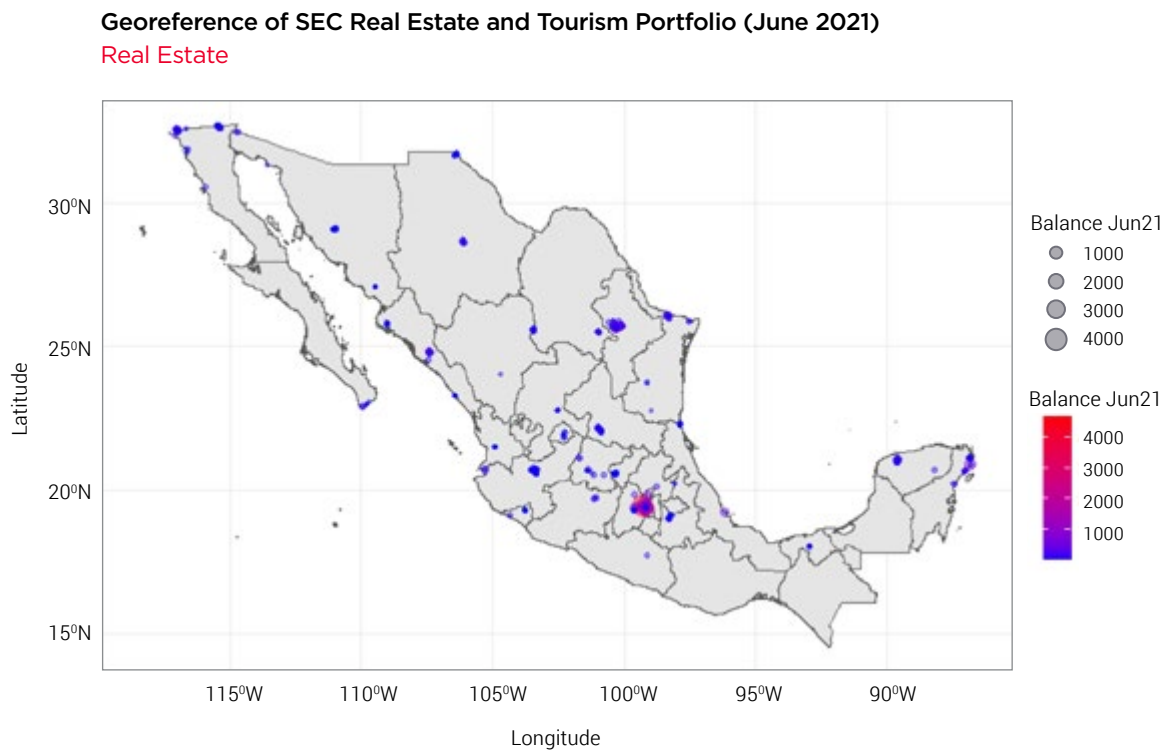 Georeference of SEC Real Estate and Tourism Portfolio (June 2021)
Real Estate
30⁰N
25⁰N
20⁰N
15⁰N
Latitude
115⁰W
110⁰W
105⁰W
100⁰W
95⁰W
90⁰W
Longitude
Balance Jun21
1000
2000
3000
4000
Balance Jun21
4000
3000
2000
1000